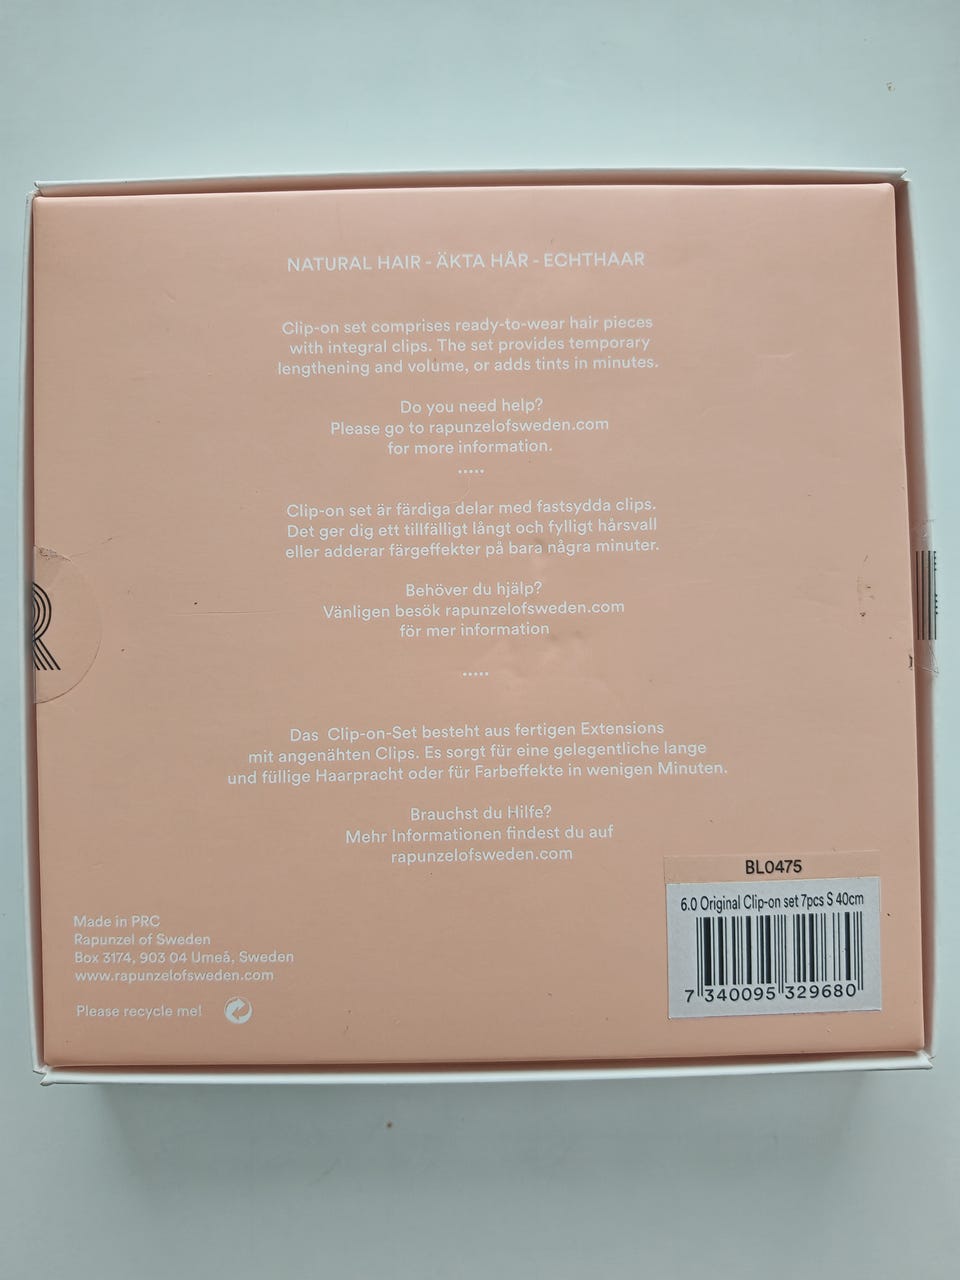 NATURAL HAIR - ÄKTA HÅR - ECHTHAAR
Clip-on set comprises ready-to-wear hair pieces
with integral clips. The set provides temporary
lengthening and volume, or adds tints in minutes.
Do you need help?
Please go to rapunzelofsweden.com
for more information.
.....
Clip-on set är färdiga delar med fastsydda clips.
Det ger dig ett tillfälligt långt och fylligt hårsvall
eller adderar färgeffekter på bara några minuter.
Behöver du hjälp?
Vänligen besök rapunzelofsweden.com
för mer information
.....
Das Clip-on-Set besteht aus fertigen Extensions
mit angenähten Clips. Es sorgt für eine gelegentliche lange
und füllige Haarpracht oder für Farbeffekte in wenigen Minuten.
Brauchst du Hilfe?
Mehr Informationen findest du auf
rapunzelofsweden.com
Made in PRC
Rapunzel of Sweden
Box 3174, 903 04 Umeå, Sweden
www.rapunzelofsweden.com
Please recycle me!
BL0475
6.0 Original Clip-on set 7pcs S 40cm
7 340095 329680
R